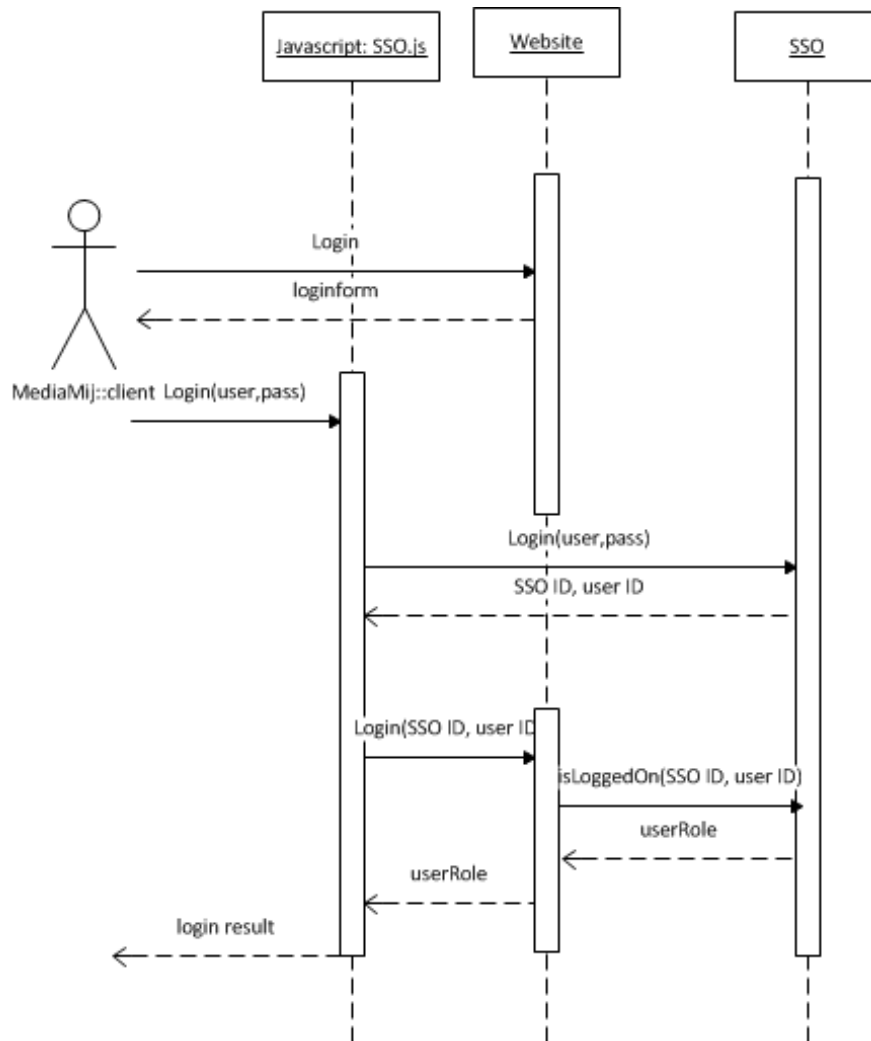 Javascript: SSO.js
Website
SSO
Login
loginform
MediaMij::client
Login(user,pass)
Login(user,pass)
SSO ID, user ID
Login(SSO ID, user ID
isLoggedOn(SSO ID, user ID)
userRole
userRole
login result